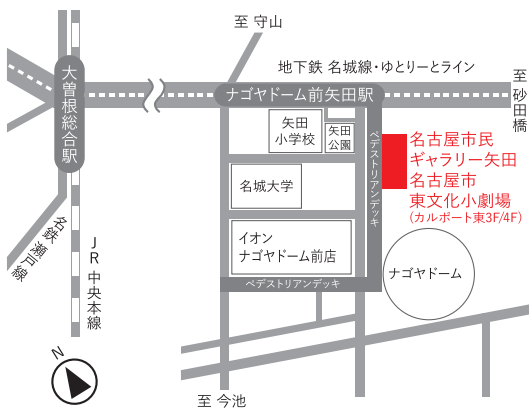 至 守山
地下鉄 名城線・ゆとりーとライン
至 砂田橋
大曽根総合駅
ナゴヤドーム前矢田駅
矢田
小学校
矢田
公園
ペデストリアンデッキ
名古屋市民
ギャラリー矢田
名古屋市
東文化小劇場
(カルポート東3F/4F)
名城大学
イオン
ナゴヤドーム前店
ナゴヤドーム
ペデストリアンデッキ
名鉄 瀬戸線
JR 中央本線
N
至 今池